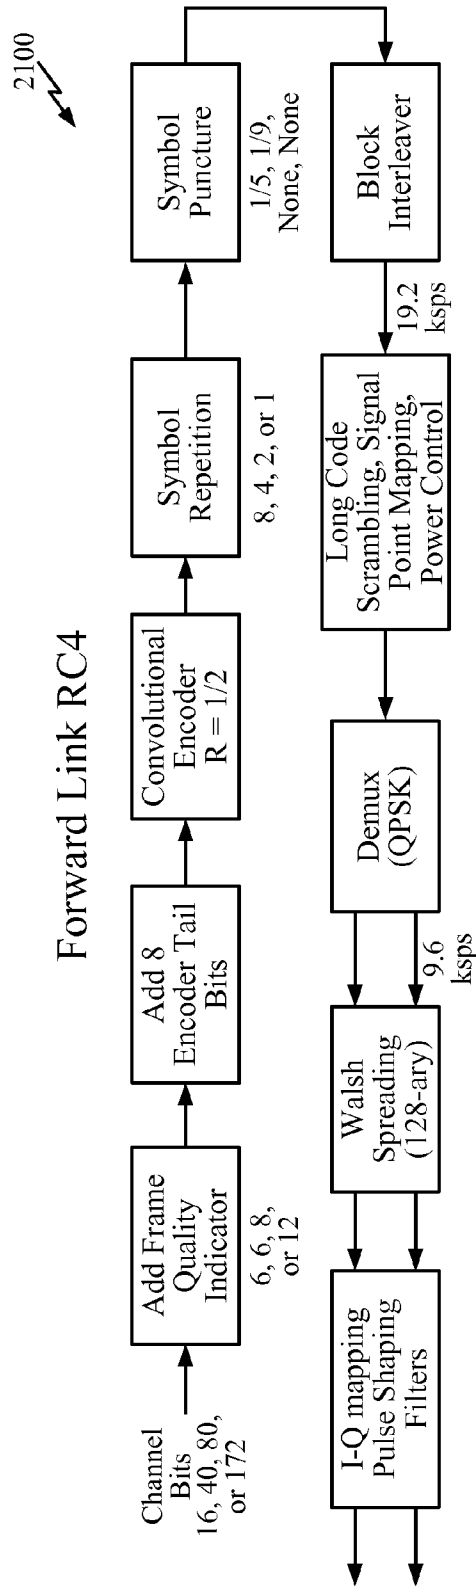 2100
Forward Link RC4
Channel
Bits
16, 40, 80,
or 172
Add Frame
Quality
Indicator
6, 6, 8,
or 12
Add 8
Encoder Tail
Bits
Convolutional
Encoder
R = 1/2
Symbol
Repetition
8, 4, 2, or 1
Symbol
Puncture
1/5, 1/9,
None, None
Block
Interleaver
19.2
ksps
Long Code
Scrambling, Signal
Point Mapping,
Power Control
Demux
(QPSK)
9.6
ksps
Walsh
Spreading
(128-ary)
I-Q mapping
Pulse Shaping
Filters